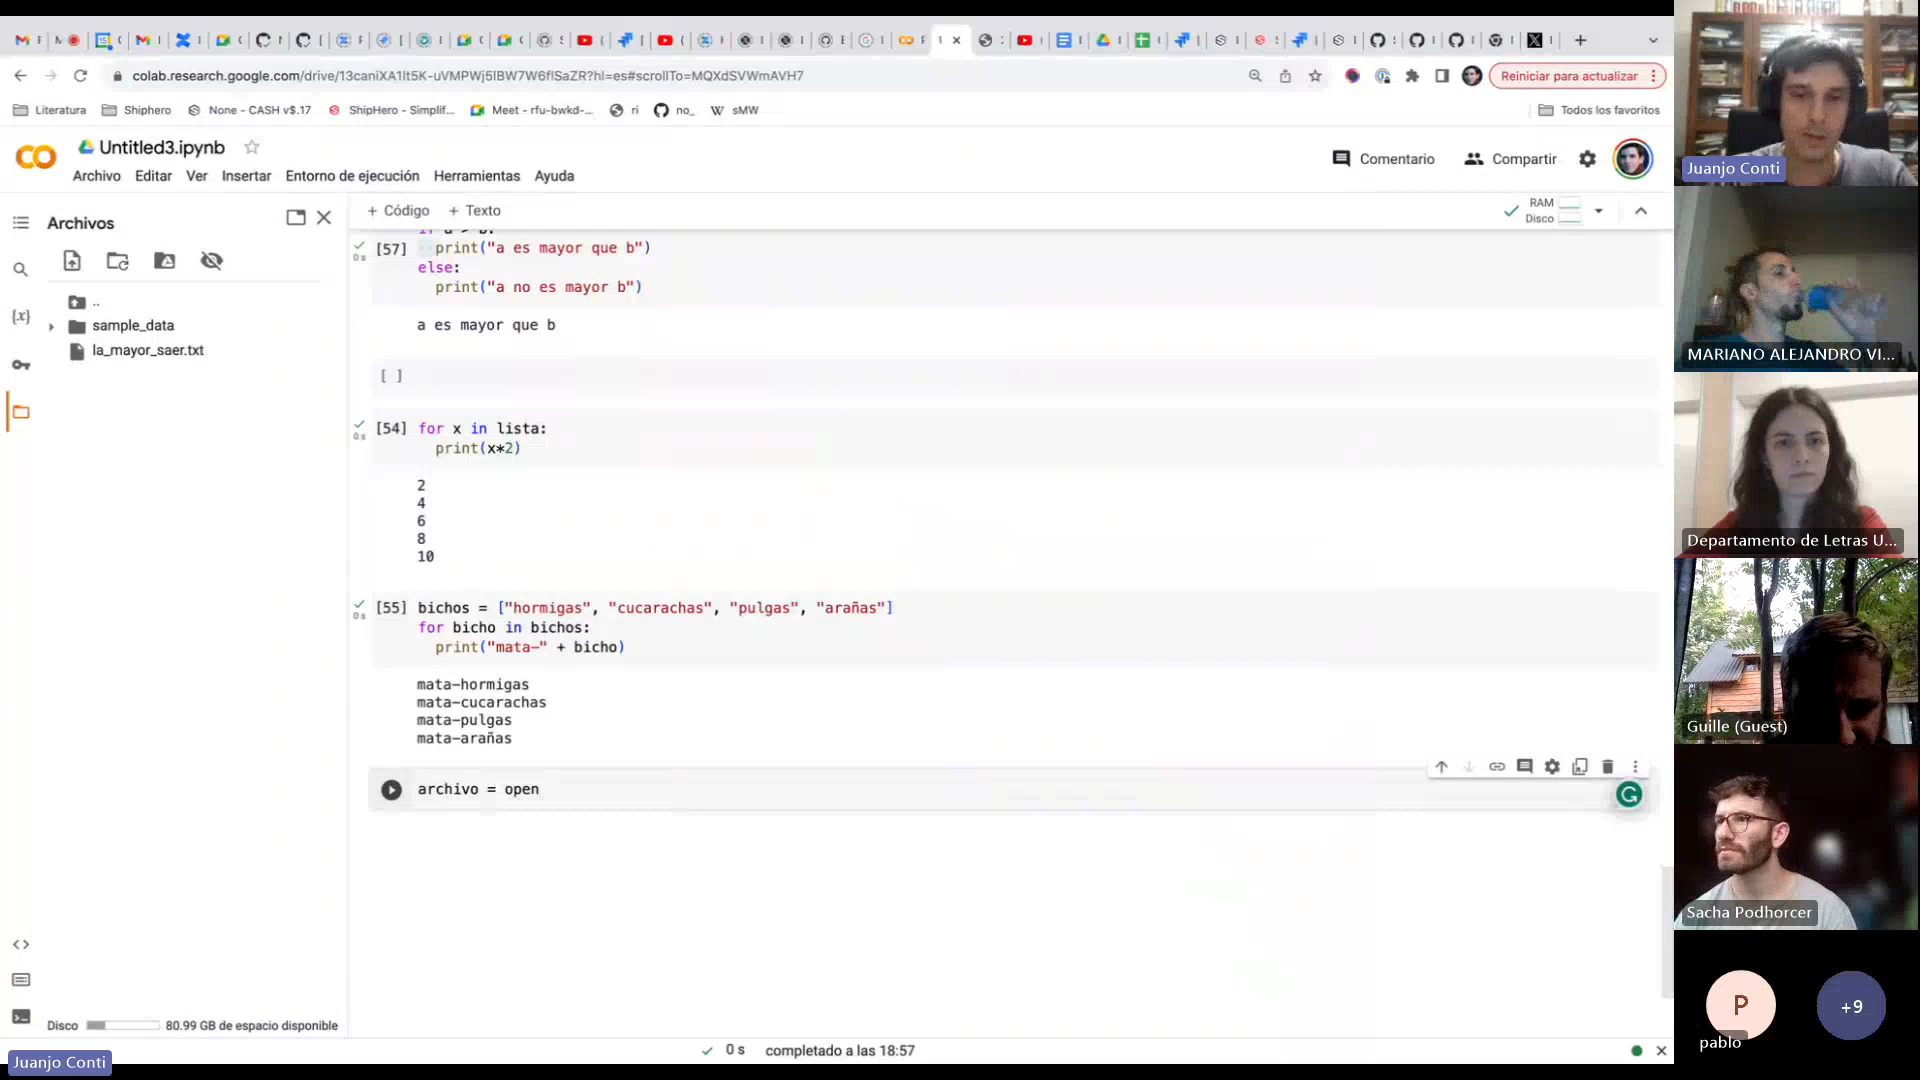 colab.research.google.com/drive/13caniXA1lt5K-uVMPWj5lBW7W6flSaZR?hl=es#scrollTo=MQXdSVWmAVH7
Reiniciar para actualizar
Literatura
Shiphero
None - CASH v$.17
ShipHero - Simplif...
Meet - rfu-bwkd-...
ri
no_
sMW
Todos los favoritos
Untitled3.ipynb
Comentario
Compartir
Archivo Editar Ver Insertar Entorno de ejecución Herramientas Ayuda
Archivos
+ Código + Texto
RAM
Disco
..
sample_data
la_mayor_saer.txt
if a > b:
[57] print("a es mayor que b")
0 s
else:
print("a no es mayor b")
a es mayor que b
[ ]
[54] for x in lista:
0 s
print(x*2)
2
4
6
8
10
[55] bichos = ["hormigas", "cucarachas", "pulgas", "arañas"]
0 s
for bicho in bichos:
print("mata-" + bicho)
mata-hormigas
mata-cucarachas
mata-pulgas
mata-arañas
archivo = open
Disco 80.99 GB de espacio disponible
0 s completado a las 18:57
Juanjo Conti
Juanjo Conti
MARIANO ALEJANDRO VI...
Departamento de Letras U...
Guille (Guest)
Sacha Podhorcer
P
pablo
+9